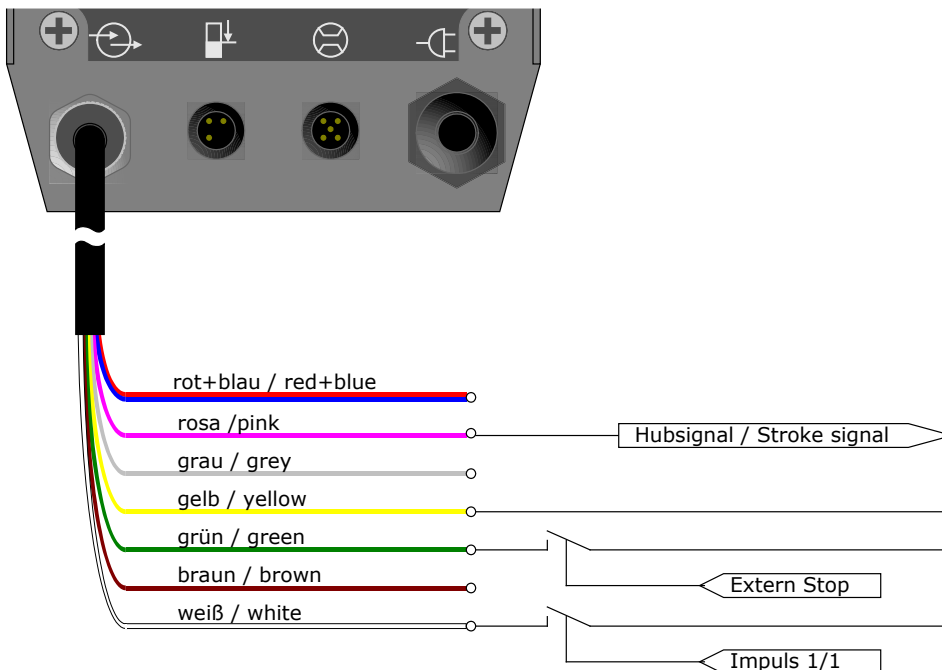 rot+blau / red+blue
rosa /pink
Hubsignal / Stroke signal
grau / grey
gelb / yellow
grün / green
Extern Stop
braun / brown
weiß / white
Impuls 1/1